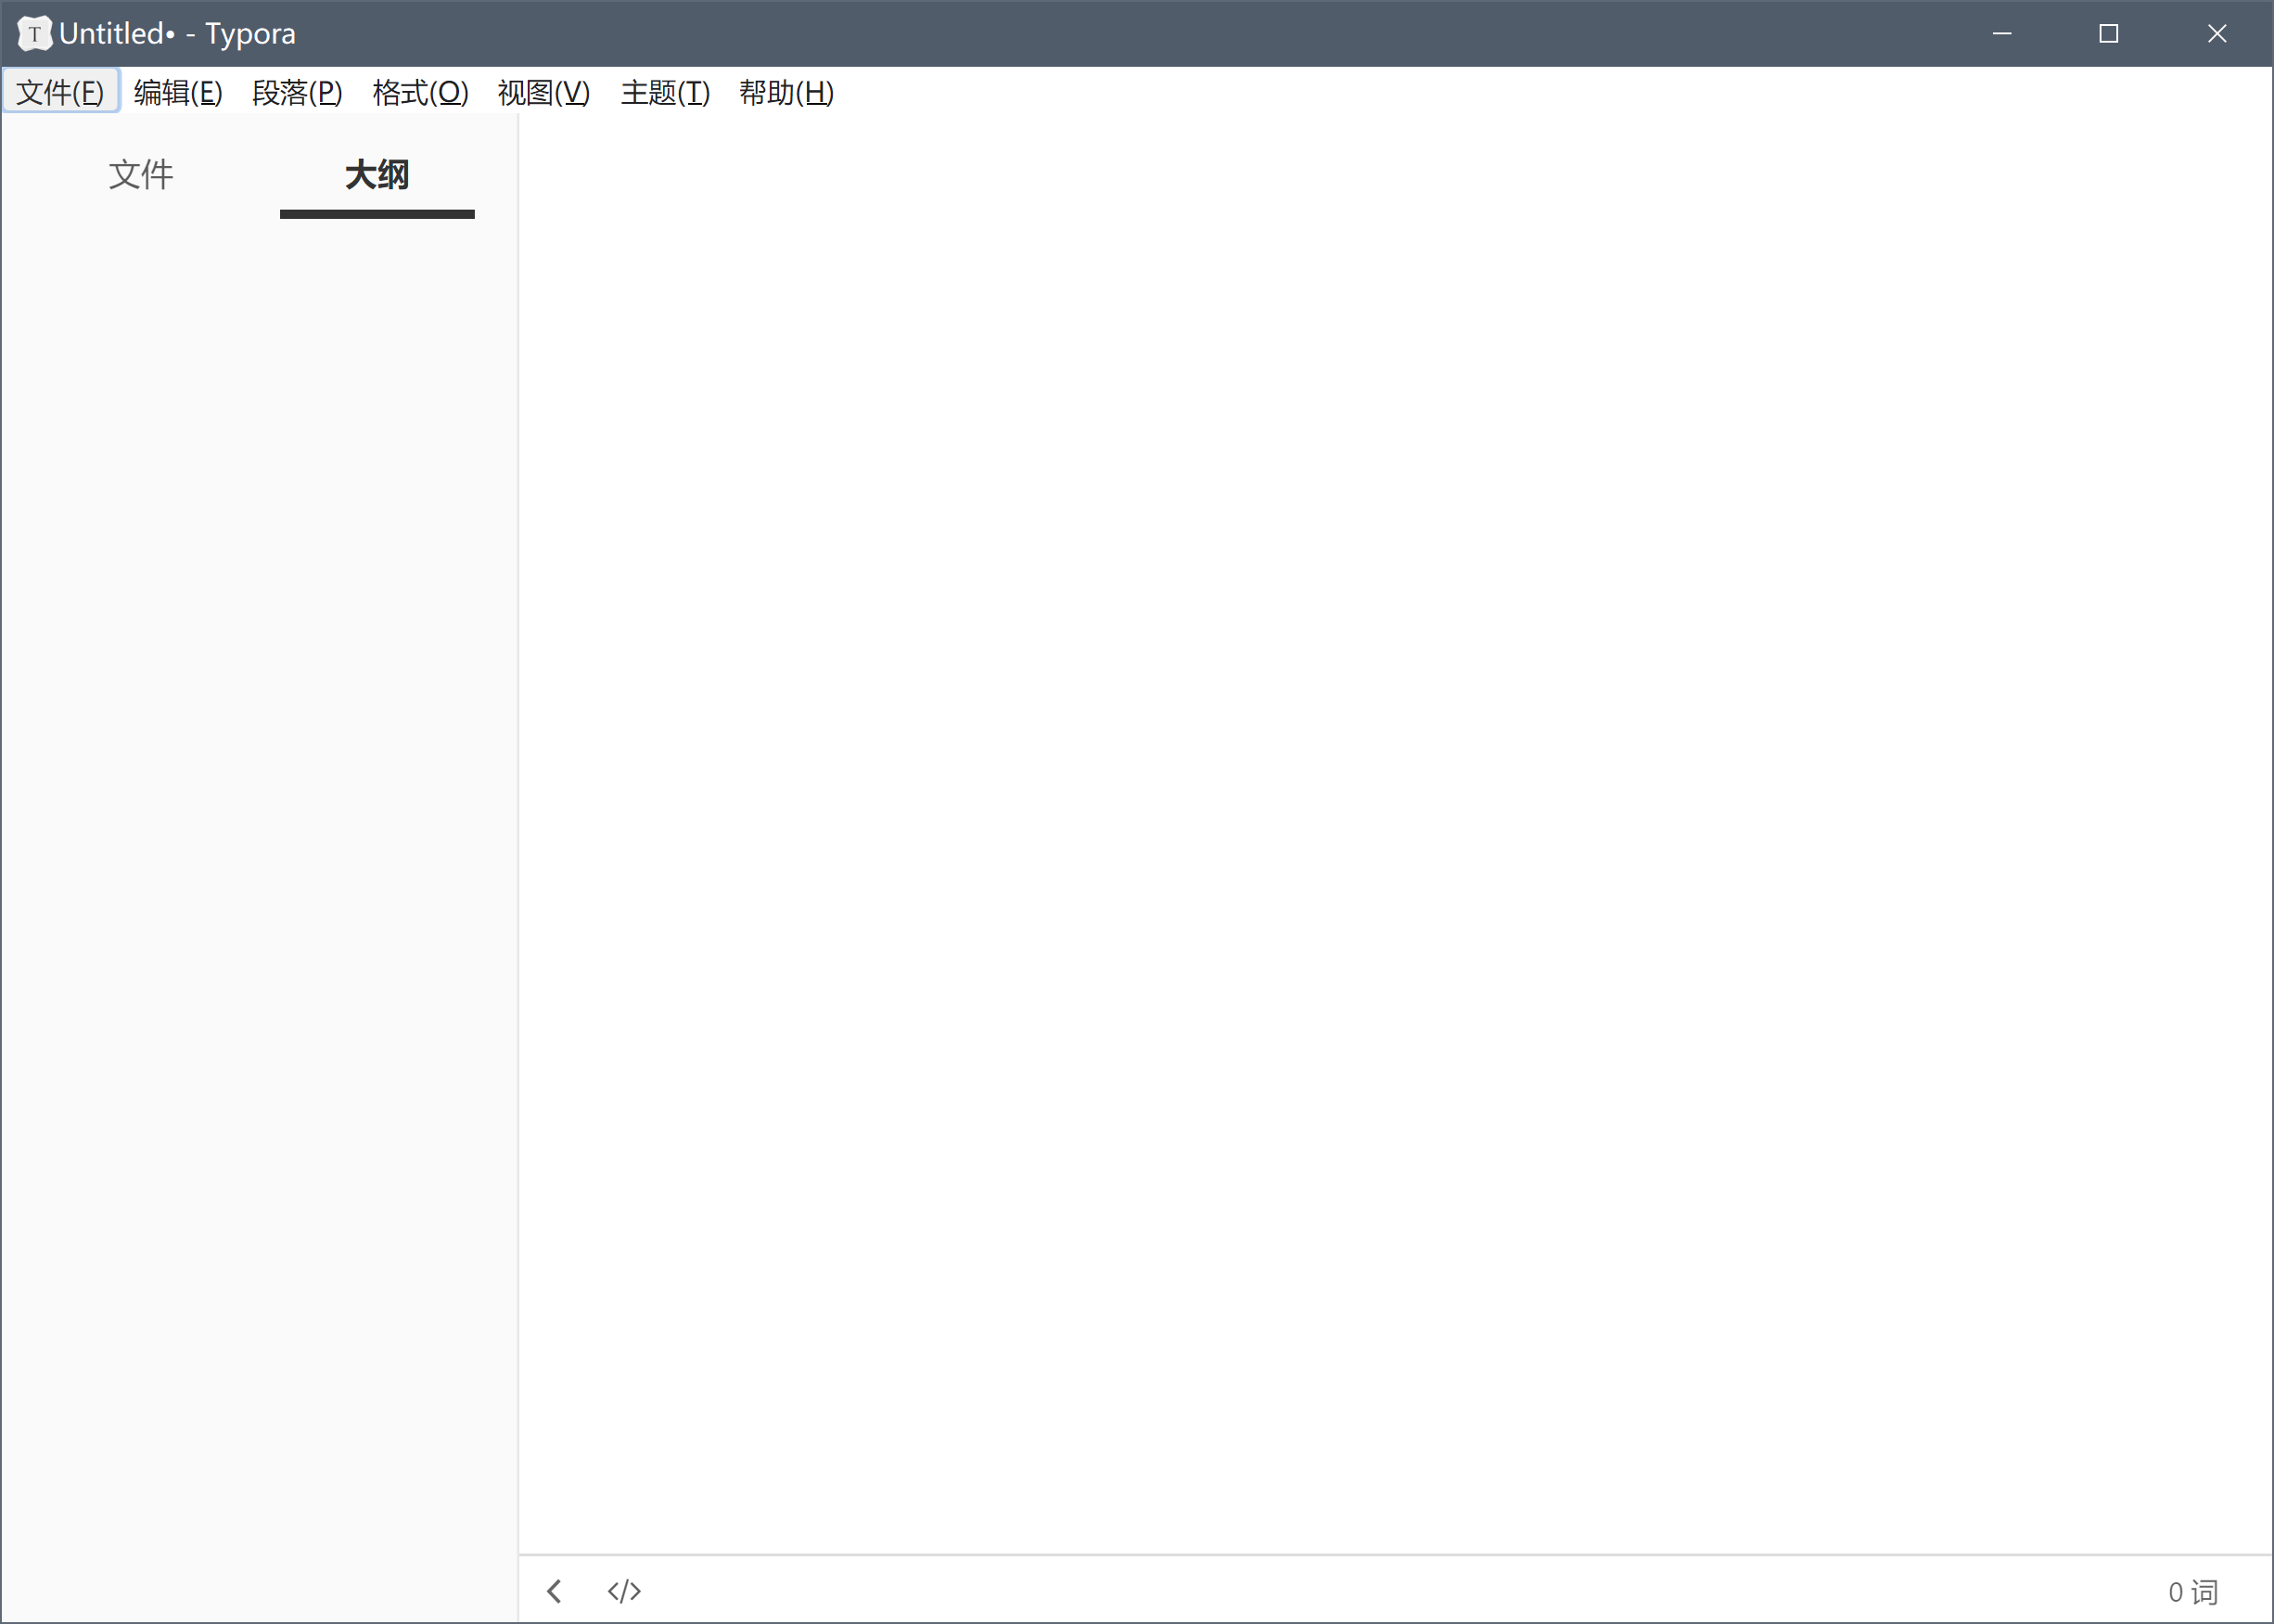 T Untitled• - Typora
文件(F) 编辑(E) 段落(P) 格式(O) 视图(V) 主题(T) 帮助(H)
文件 大纲
</> 0 词